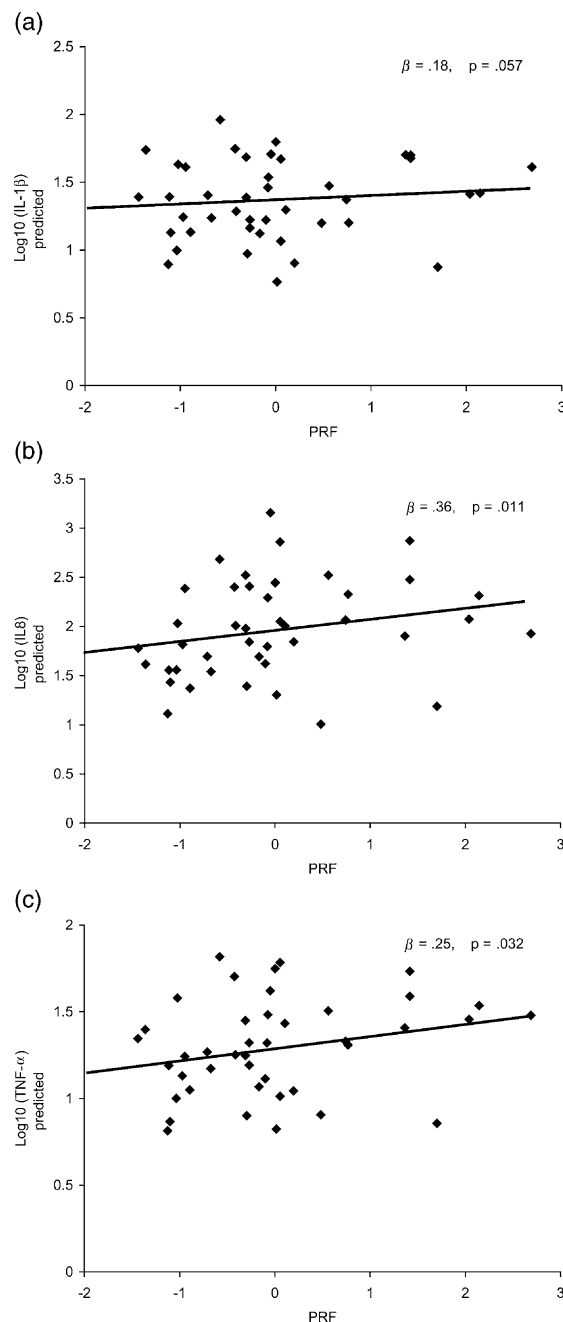 (a)
β = .18, p = .057
2.5
2
1.5
1
0.5
0
Log10 (IL-1β)
predicted
-2 -1 0 1 2 3
PRF
(b)
β = .36, p = .011
3.5
3
2.5
2
1.5
1
0.5
0
Log10 (IL8)
predicted
-2 -1 0 1 2 3
PRF
(c)
β = .25, p = .032
2
1.5
1
0.5
0
Log10 (TNF-α)
predicted
-2 -1 0 1 2 3
PRF